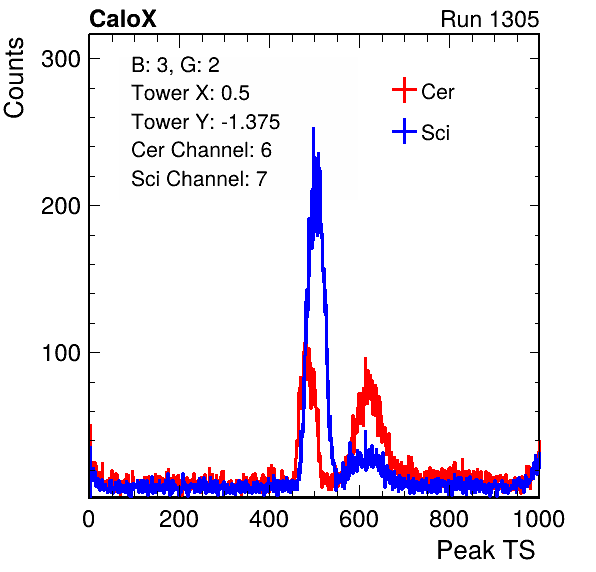 CaloX Run 1305
Counts
B: 3, G: 2
Tower X: 0.5
Tower Y: -1.375
Cer Channel: 6
Sci Channel: 7
Cer
Sci
300
200
100
0 200 400 600 800 1000
Peak TS